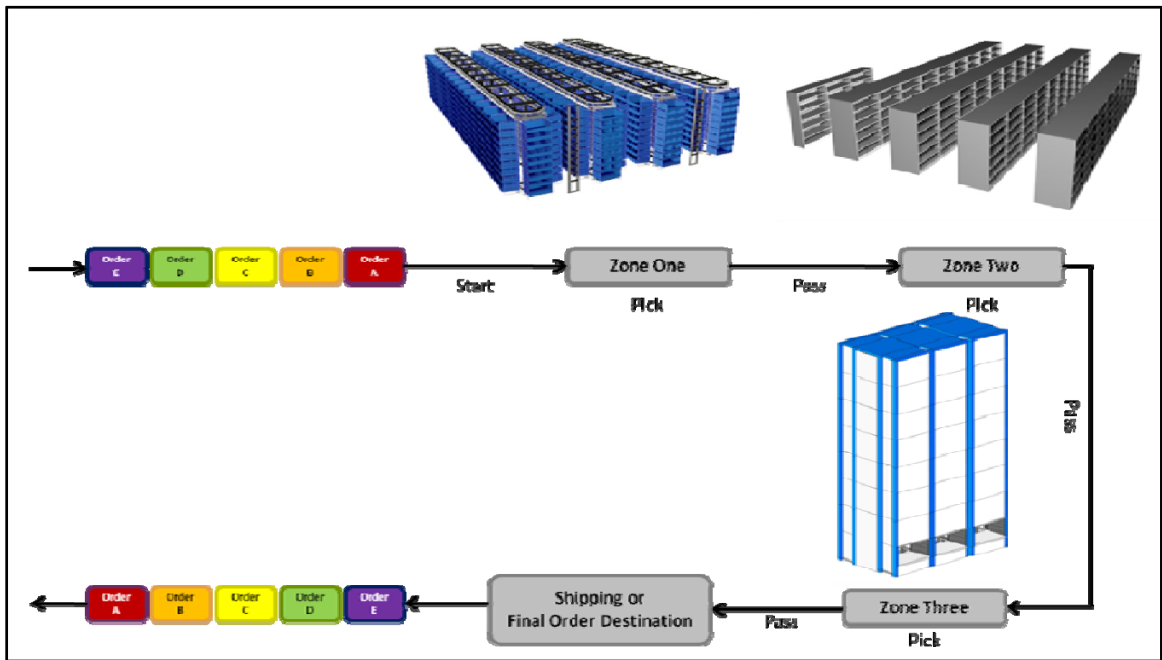 Order
E
Order
D
Order
C
Order
B
Order
A
Start
Zone One
Pick
Pass
Zone Two
Pick
Pass
Zone Three
Pick
Pass
Shipping or
Final Order Destination
Order
A
Order
B
Order
C
Order
D
Order
E